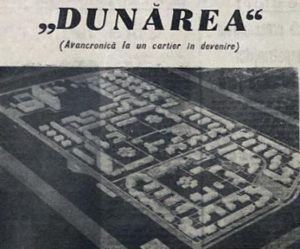 „DUNĂREA“
(Avancronică la un cartier în devenire)